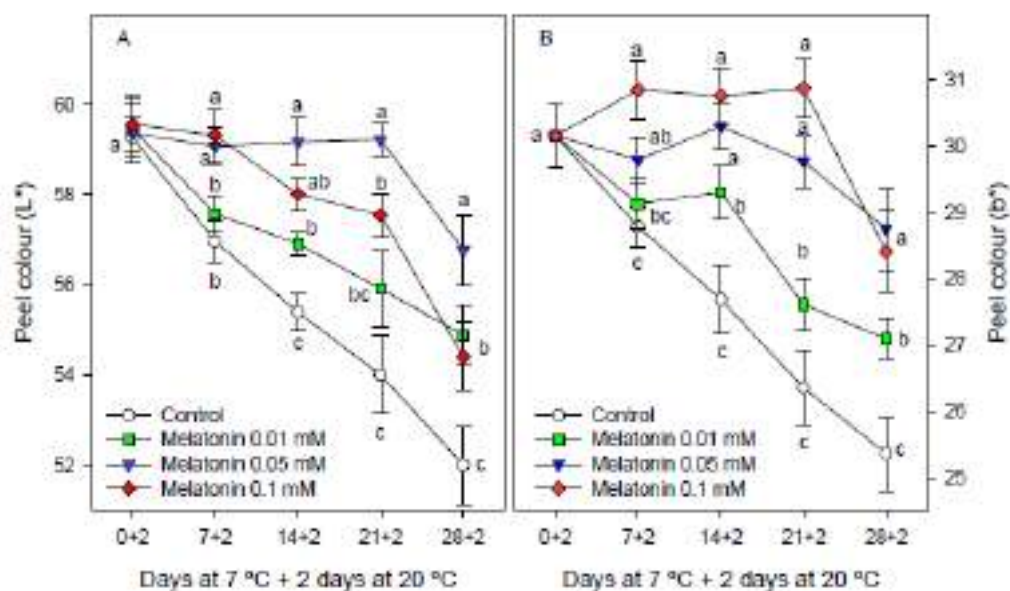 A
B
a
a
a
a
a
a
a
60
31
a
a
ab
a
30
a
a
b
ab
b
a
58
b
bc
b
29
c
b
a
b
bc
28
56
c
b
27
b
c
54
c
c
26
c
c
25
52
Peel colour (L*)
Peel colour (b*)
Control
Melatonin 0.01 mM
Melatonin 0.05 mM
Melatonin 0.1 mM
Control
Melatonin 0.01 mM
Melatonin 0.05 mM
Melatonin 0.1 mM
0+2 7+2 14+2 21+2 28+2
0+2 7+2 14+2 21+2 28+2
Days at 7 ºC + 2 days at 20 ºC
Days at 7 ºC + 2 days at 20 ºC